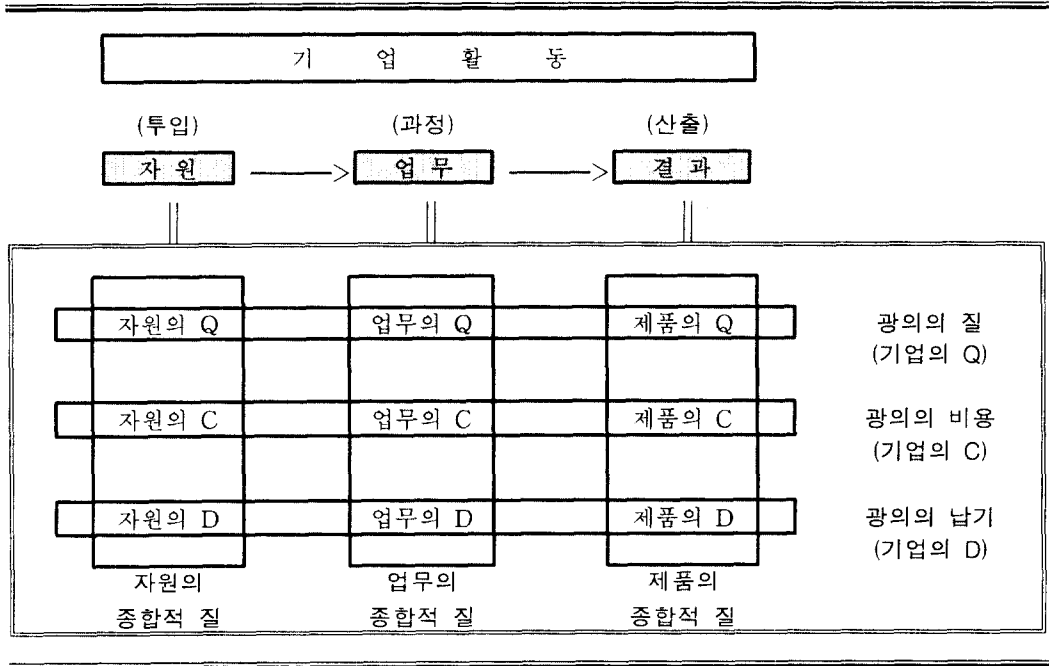 기 업 활 동
(투입) (과정) (산출)
자 원 ——> 업 무 ——> 결 과
자원의 Q 업무의 Q 제품의 Q 광의의 질
(기업의 Q)
자원의 C 업무의 C 제품의 C 광의의 비용
(기업의 C)
자원의 D 업무의 D 제품의 D 광의의 납기
(기업의 D)
자원의 업무의 제품의
종합적 질 종합적 질 종합적 질